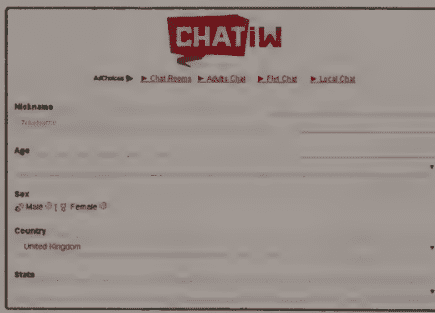 CHATiW
AdChoices ▶ ▶ Chat Rooms ▶ Adults Chat ▶ Flirt Chat ▶ Local Chat
Nickname
Age
Sex
Male Female
Country
United Kingdom
State